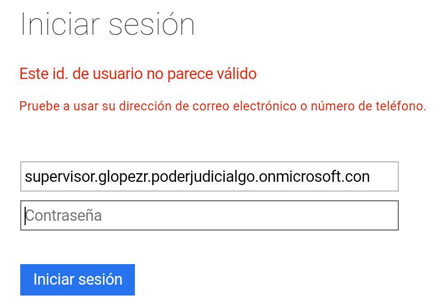 Iniciar sesión
Este id. de usuario no parece válido
Pruebe a usar su dirección de correo electrónico o número de teléfono.
supervisor.glopezr.poderjudicialgo.onmicrosoft.con
Contraseña
Iniciar sesión